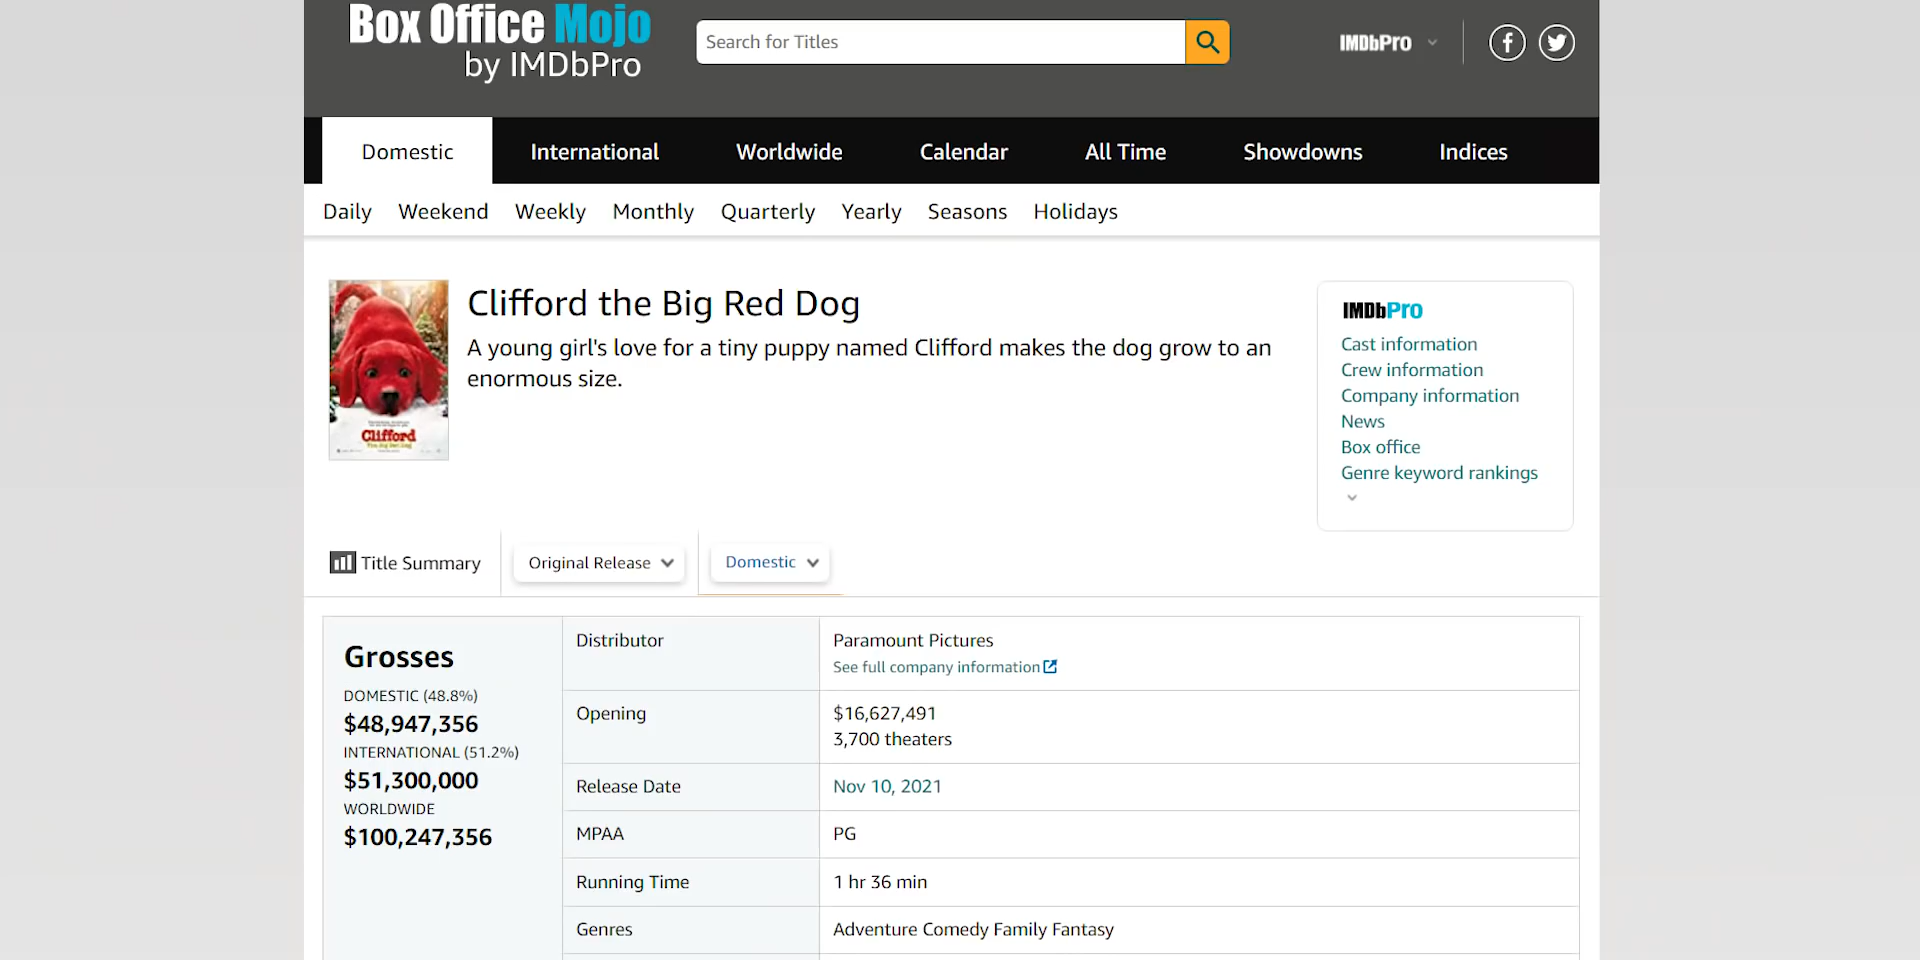 Box Office Mojo
by IMDbPro
Search for Titles
IMDbPro
Domestic
International
Worldwide
Calendar
All Time
Showdowns
Indices
Daily
Weekend
Weekly
Monthly
Quarterly
Yearly
Seasons
Holidays
Clifford the Big Red Dog
A young girl's love for a tiny puppy named Clifford makes the dog grow to an
enormous size.
Clifford
IMDbPro
Cast information
Crew information
Company information
News
Box office
Genre keyword rankings
Title Summary
Original Release
Domestic
Grosses
DOMESTIC (48.8%)
$48,947,356
INTERNATIONAL (51.2%)
$51,300,000
WORLDWIDE
$100,247,356
Distributor
Paramount Pictures
See full company information
Opening
$16,627,491
3,700 theaters
Release Date
Nov 10, 2021
MPAA
PG
Running Time
1 hr 36 min
Genres
Adventure Comedy Family Fantasy